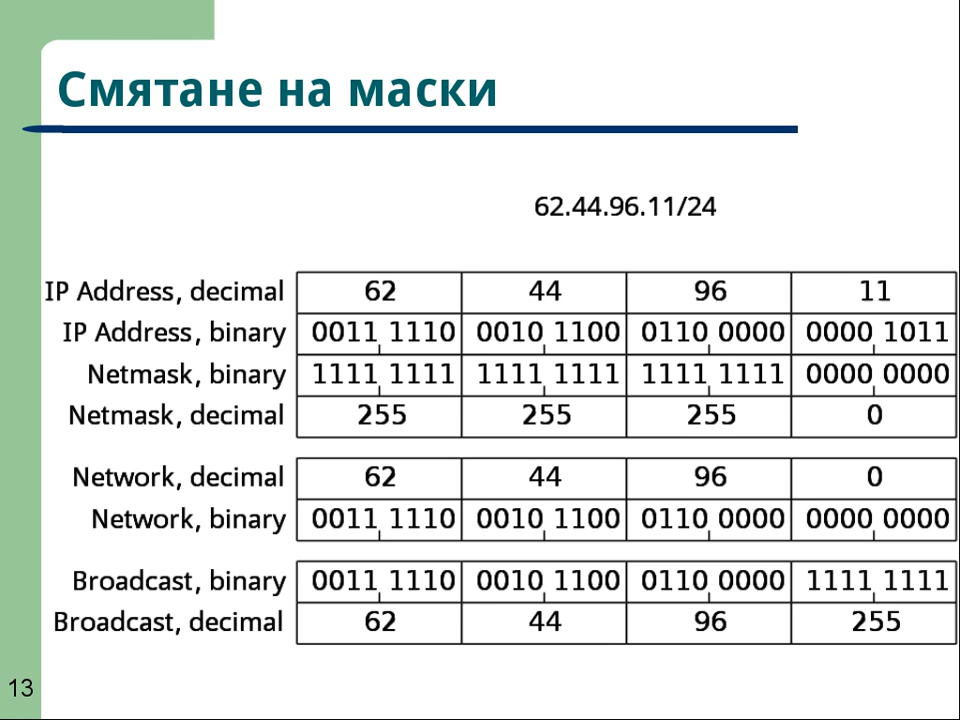 Смятане на маски
62.44.96.11/24
IP Address, decimal 62 44 96 11
IP Address, binary 0011 1110 0010 1100 0110 0000 0000 1011
Netmask, binary 1111 1111 1111 1111 1111 1111 0000 0000
Netmask, decimal 255 255 255 0
Network, decimal 62 44 96 0
Network, binary 0011 1110 0010 1100 0110 0000 0000 0000
Broadcast, binary 0011 1110 0010 1100 0110 0000 1111 1111
Broadcast, decimal 62 44 96 255
13